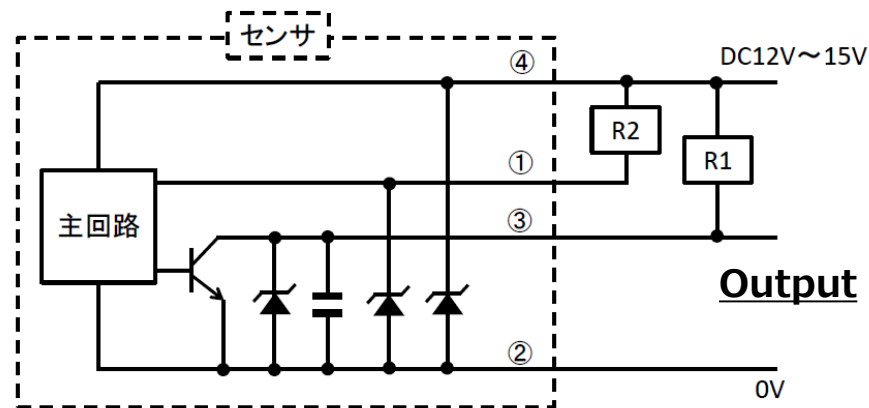 センサ
④
DC12V～15V
R2
R1
①
主回路
③
Output
②
0V